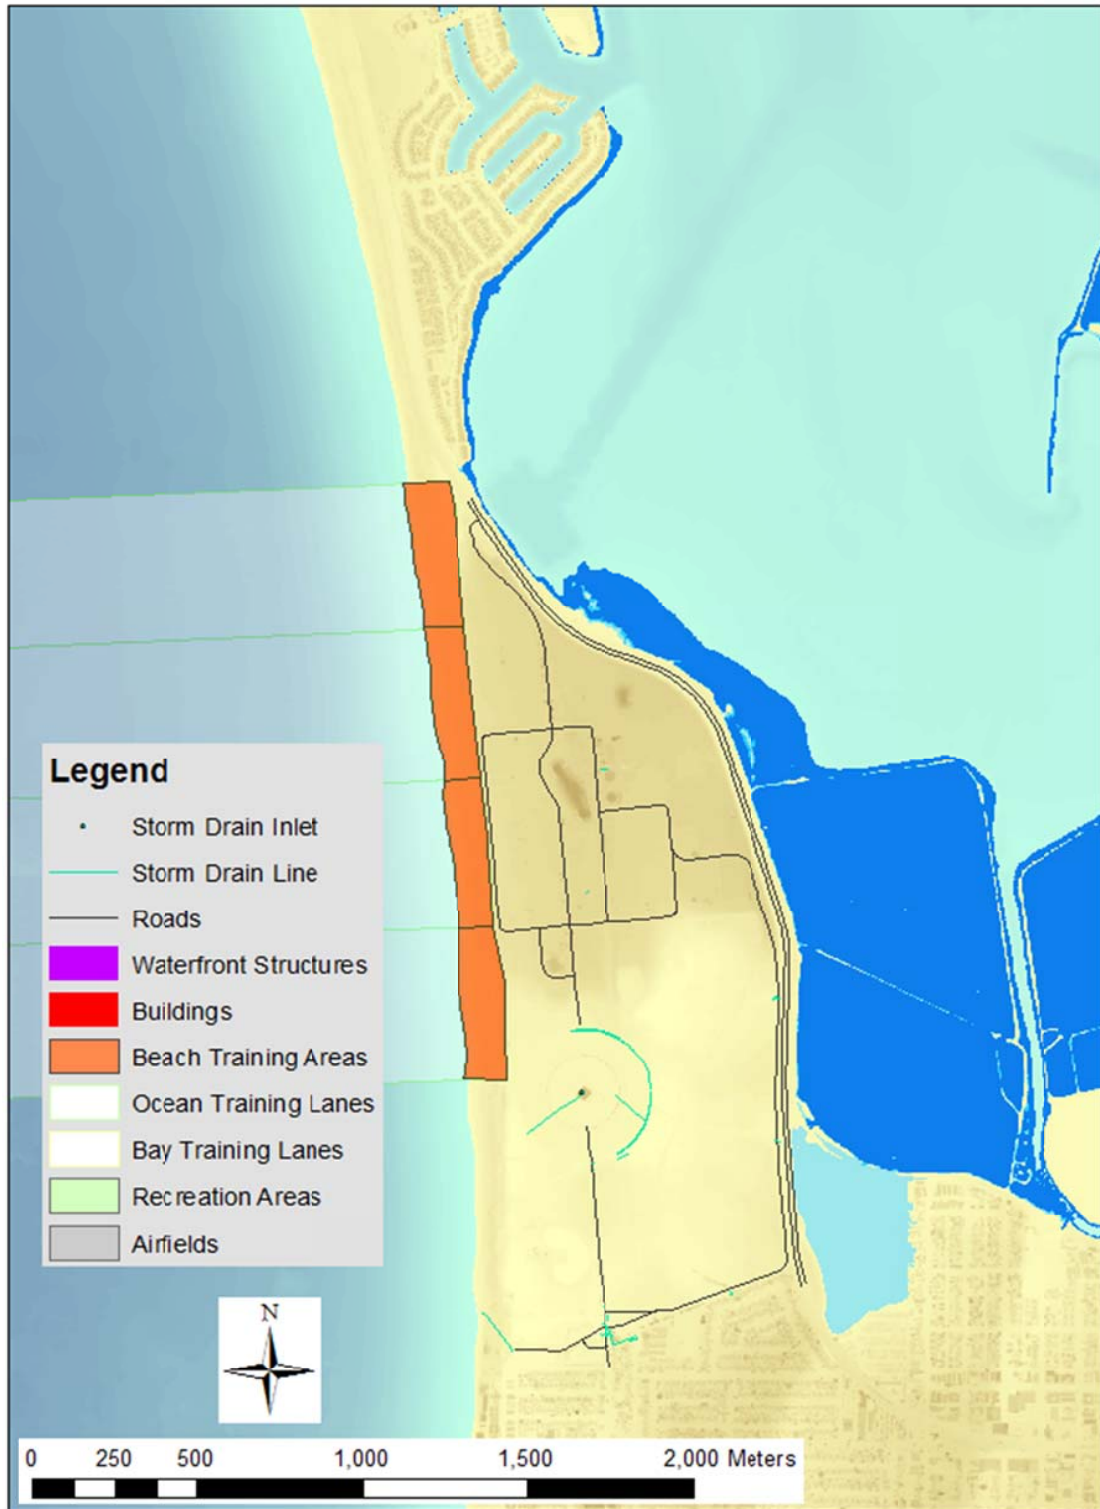 Legend
Storm Drain Inlet
Storm Drain Line
Roads
Waterfront Structures
Buildings
Beach Training Areas
Ocean Training Lanes
Bay Training Lanes
Recreation Areas
Airfields
N
0 250 500 1,000 1,500 2,000 Meters